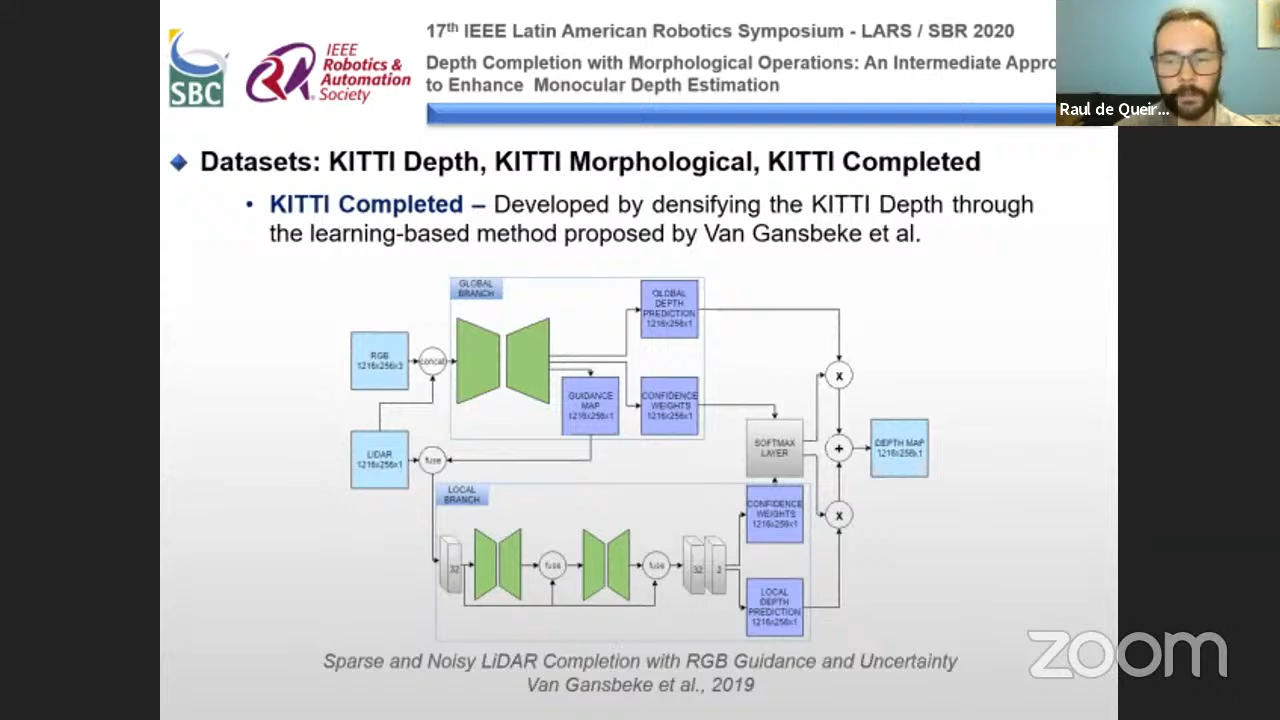 17th IEEE Latin American Robotics Symposium - LARS / SBR 2020
Depth Completion with Morphological Operations: An Intermediate Appro
to Enhance Monocular Depth Estimation
SBC
IEEE
Robotics &
Automation
Society
Raul de Queir...
Datasets: KITTI Depth, KITTI Morphological, KITTI Completed
• KITTI Completed – Developed by densifying the KITTI Depth through
the learning-based method proposed by Van Gansbeke et al.
GLOBAL
BRANCH
GLOBAL
DEPTH
PREDICTION
1216x256x1
RGB
1216x256x3
concat
GUIDANCE
MAP
1216x256x1
CONFIDENCE
WEIGHTS
1216x256x1
X
LIDAR
1216x256x1
fuse
SOFTMAX
LAYER
+
DEPTH MAP
1216x256x1
LOCAL
BRANCH
CONFIDENCE
WEIGHTS
1216x256x1
X
32
fuse
fuse
32
2
LOCAL
DEPTH
PREDICTION
1216x256x1
Sparse and Noisy LiDAR Completion with RGB Guidance and Uncertainty
Van Gansbeke et al., 2019
zoom